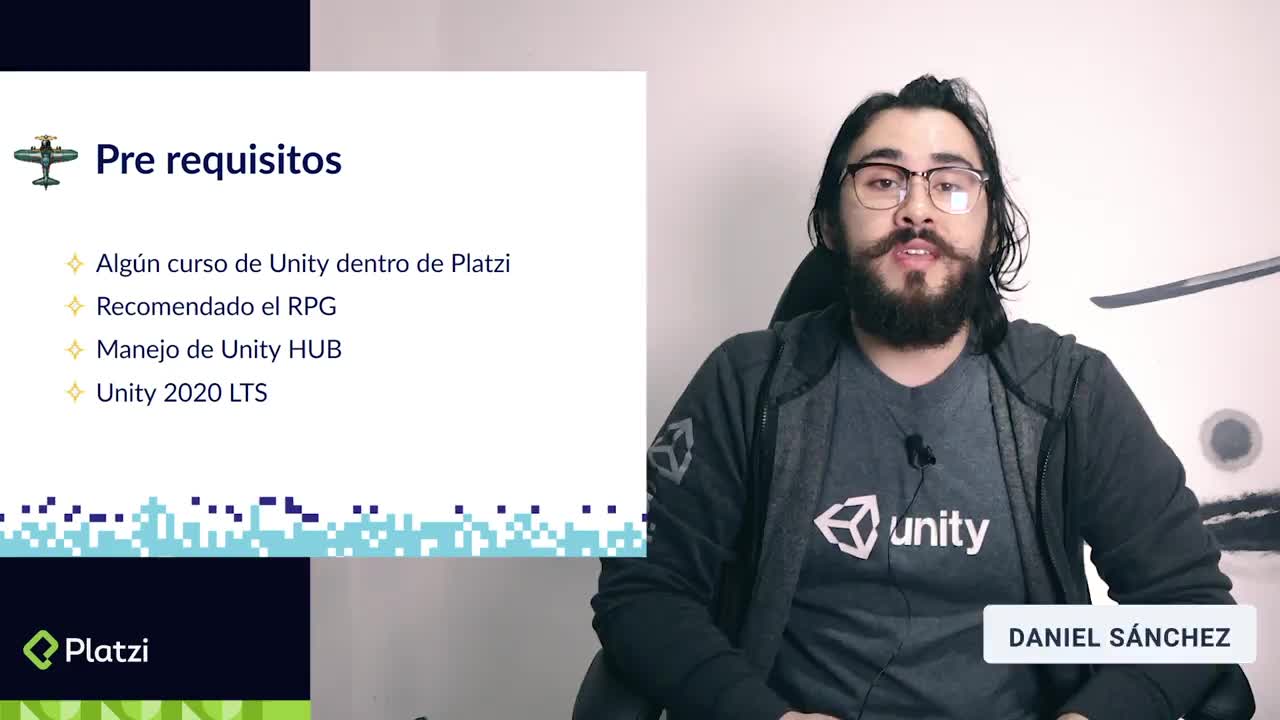 Pre requisitos
Algún curso de Unity dentro de Platzi
Recomendado el RPG
Manejo de Unity HUB
Unity 2020 LTS
Platzi
unity
DANIEL SÁNCHEZ